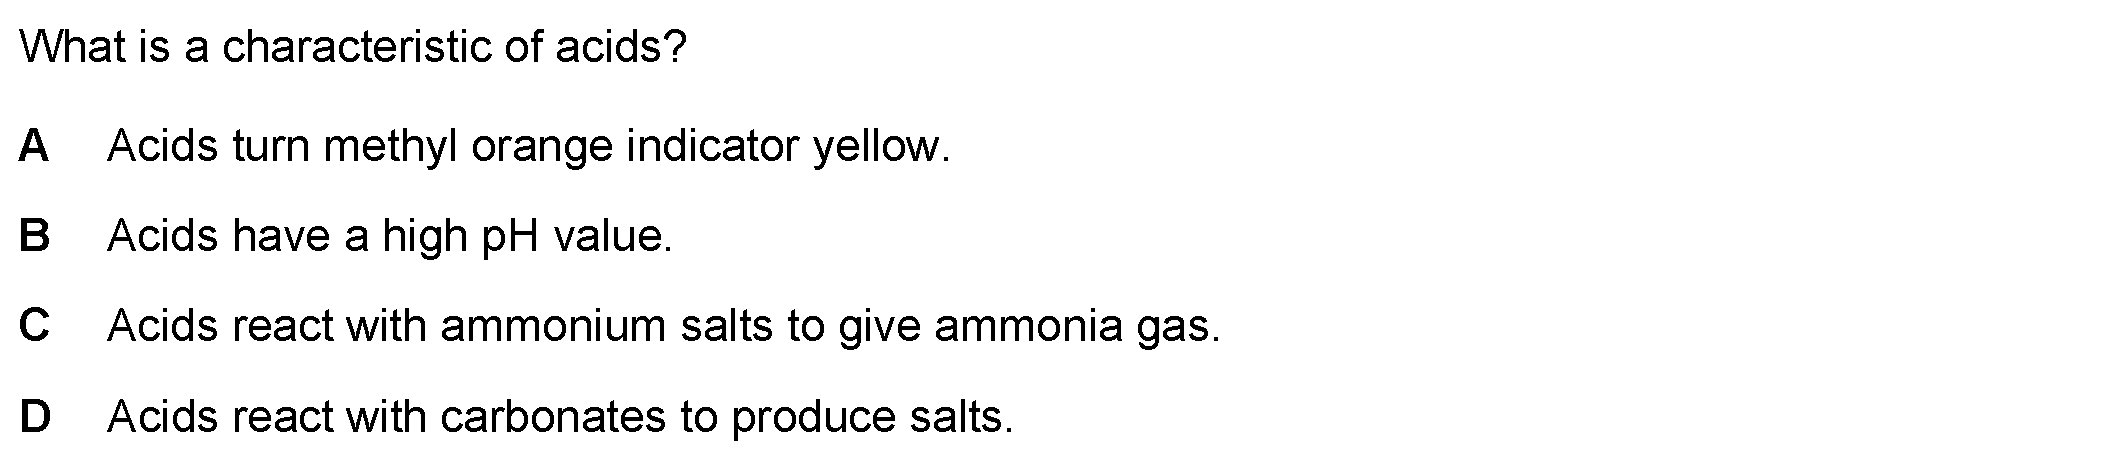 What is a characteristic of acids?
A Acids turn methyl orange indicator yellow.
B Acids have a high pH value.
C Acids react with ammonium salts to give ammonia gas.
D Acids react with carbonates to produce salts.